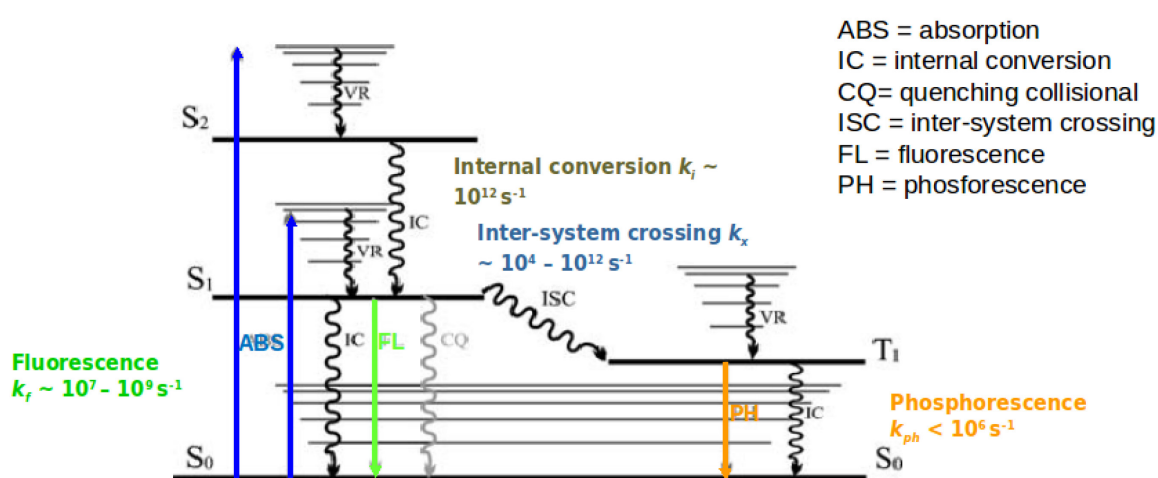 ABS = absorption
IC = internal conversion
CQ= quenching collisional
ISC = inter-system crossing
FL = fluorescence
PH = phosforescence
VR
S2
Internal conversion ki ~
10¹² s⁻¹
IC
Inter-system crossing kx
~ 10⁴ – 10¹² s⁻¹
VR
S1
ISC
VR
ABS
IC
FL
CQ
T1
Fluorescence
kf ~ 10⁷ – 10⁹ s⁻¹
PH
IC
Phosphorescence
kph < 10⁶ s⁻¹
S0
S0